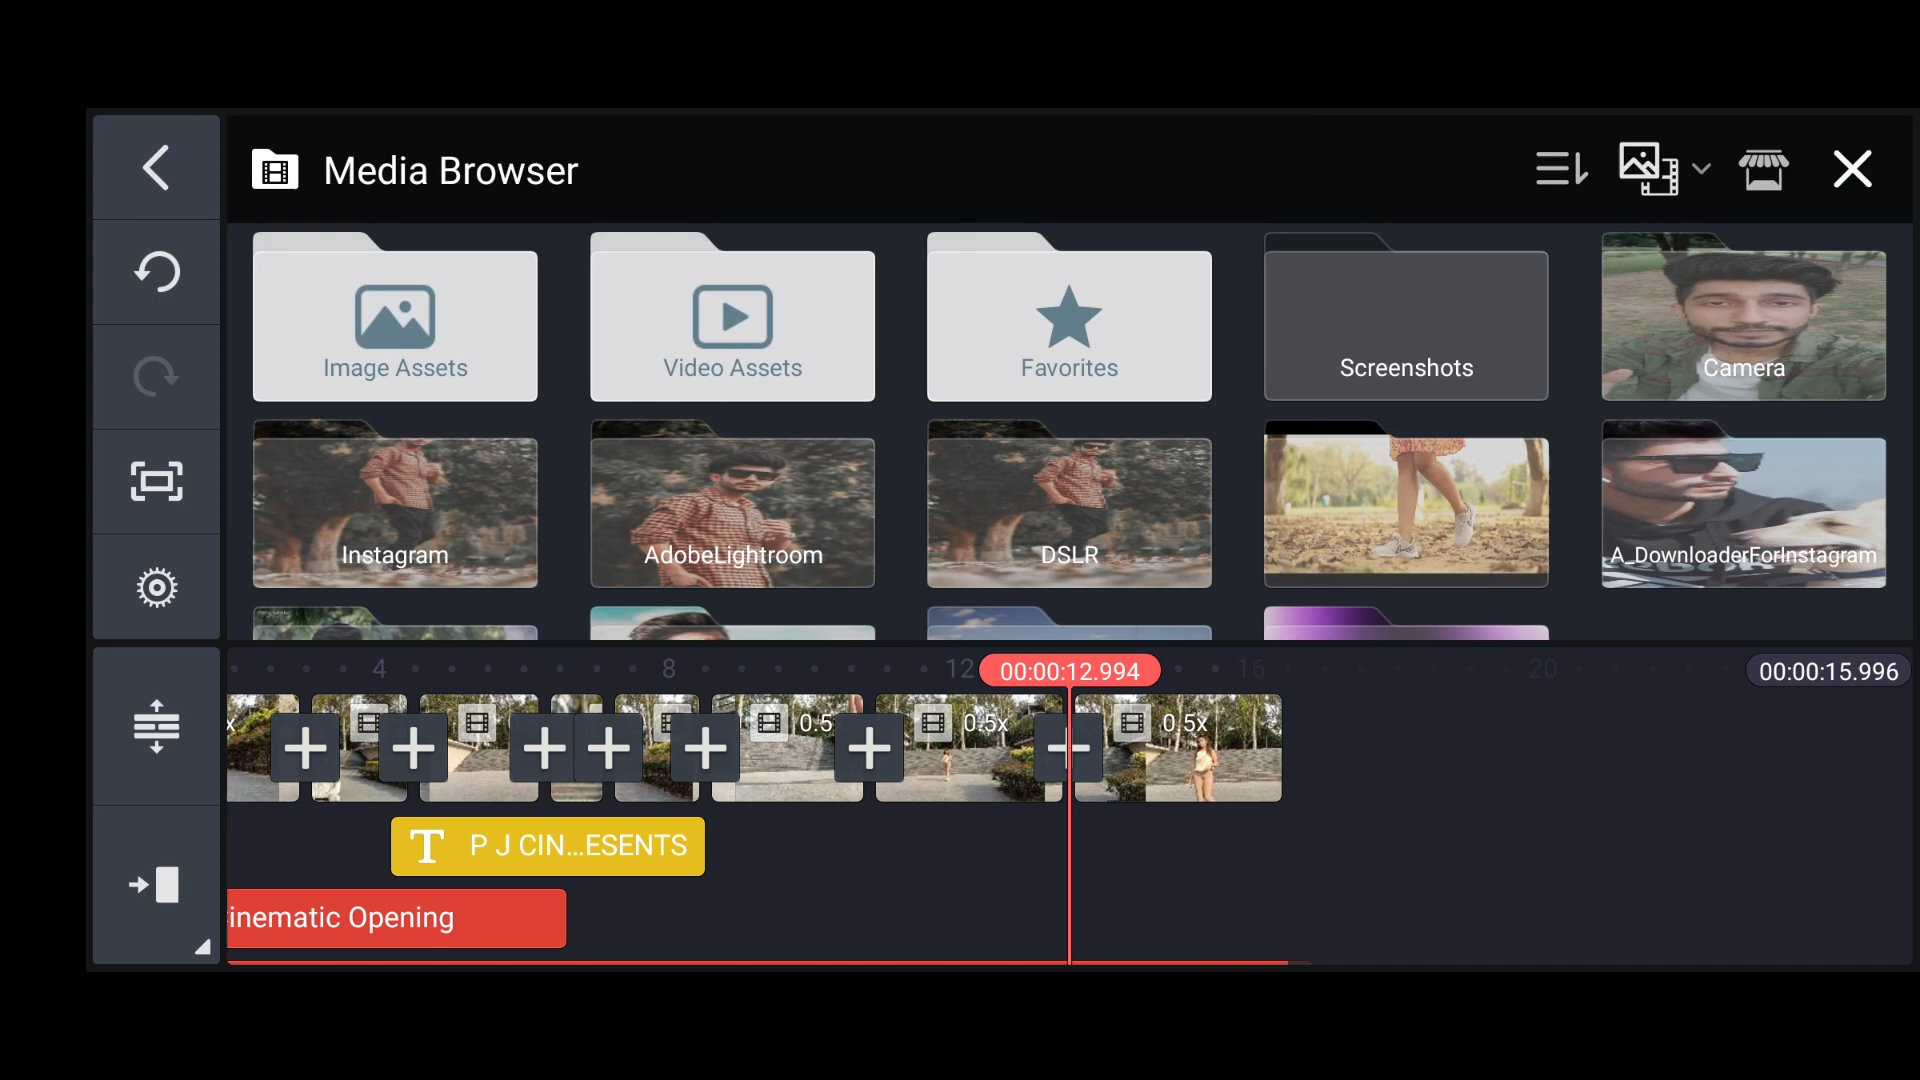 Media Browser
Image Assets
Video Assets
Favorites
Screenshots
Camera
Instagram
AdobeLightroom
DSLR
A_DownloaderForInstagram
4
8
12
00:00:12.994
16
20
00:00:15.996
x
0.5
0.5x
0.5x
T P J CIN...ESENTS
inematic Opening